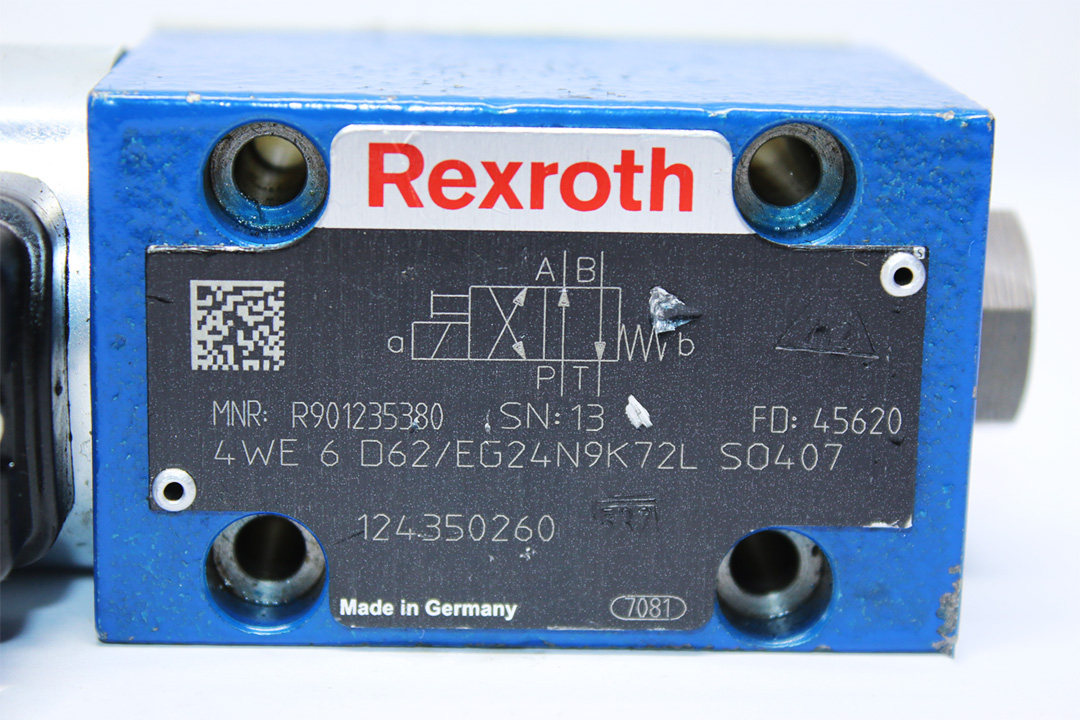 Rexroth
A B
a b
P T
MNR: R901235380 SN: 13 FD: 45620
4WE 6 D62/EG24N9K72L SO407
124350260
Made in Germany 7081